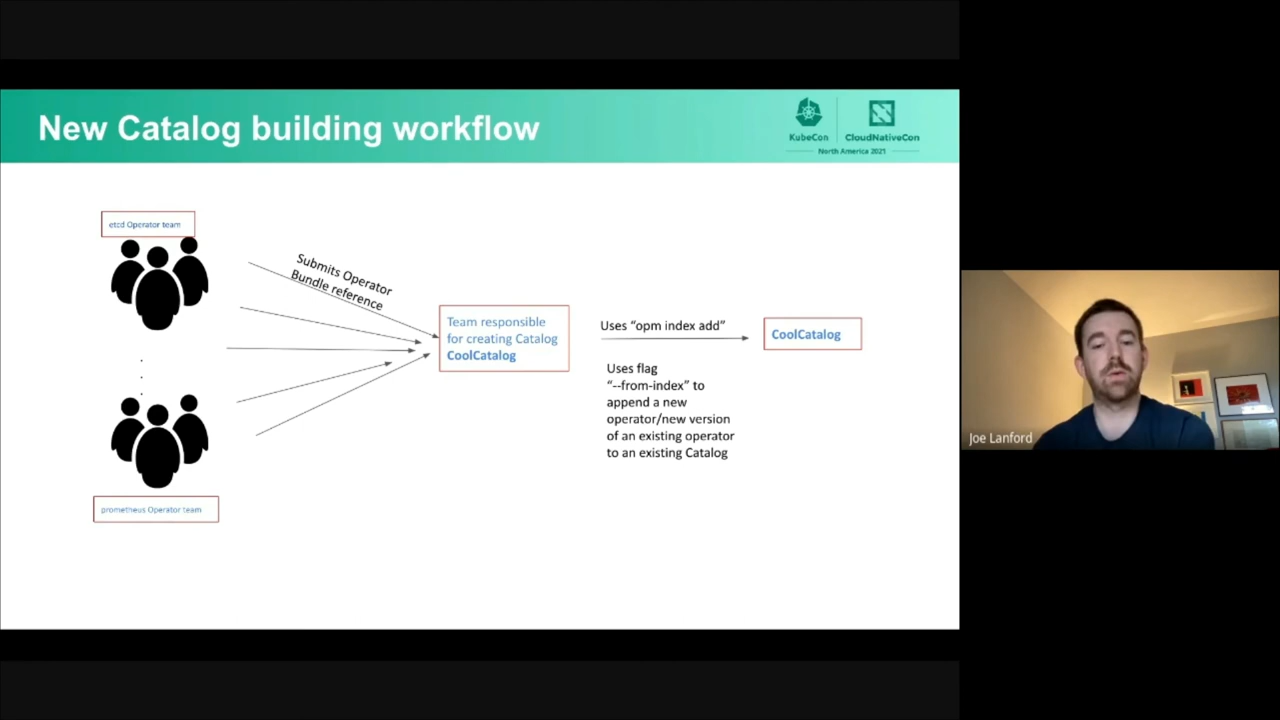 New Catalog building workflow
KubeCon
CloudNativeCon
North America 2021
etcd Operator team
Submits Operator
Bundle reference
Team responsible
for creating Catalog
CoolCatalog
Uses “opm index add”
CoolCatalog
Uses flag
“--from-index” to
append a new
operator/new version
of an existing operator
to an existing Catalog
prometheus Operator team
Joe Lanford